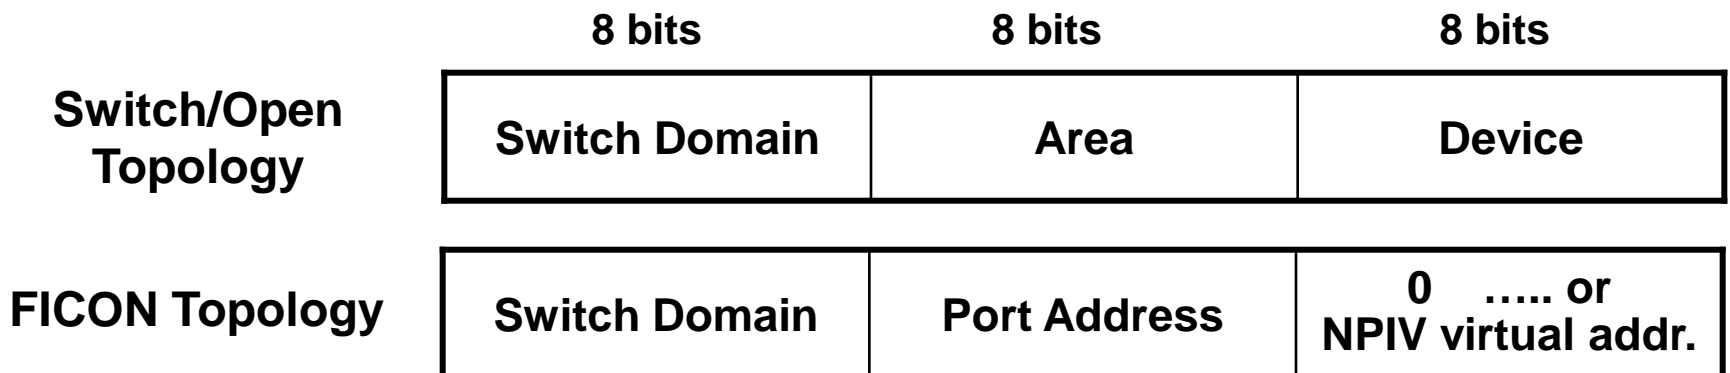 8 bits 8 bits 8 bits
Switch/Open
Topology
Switch Domain Area Device
FICON Topology
Switch Domain Port Address
0 ..... or
NPIV virtual addr.